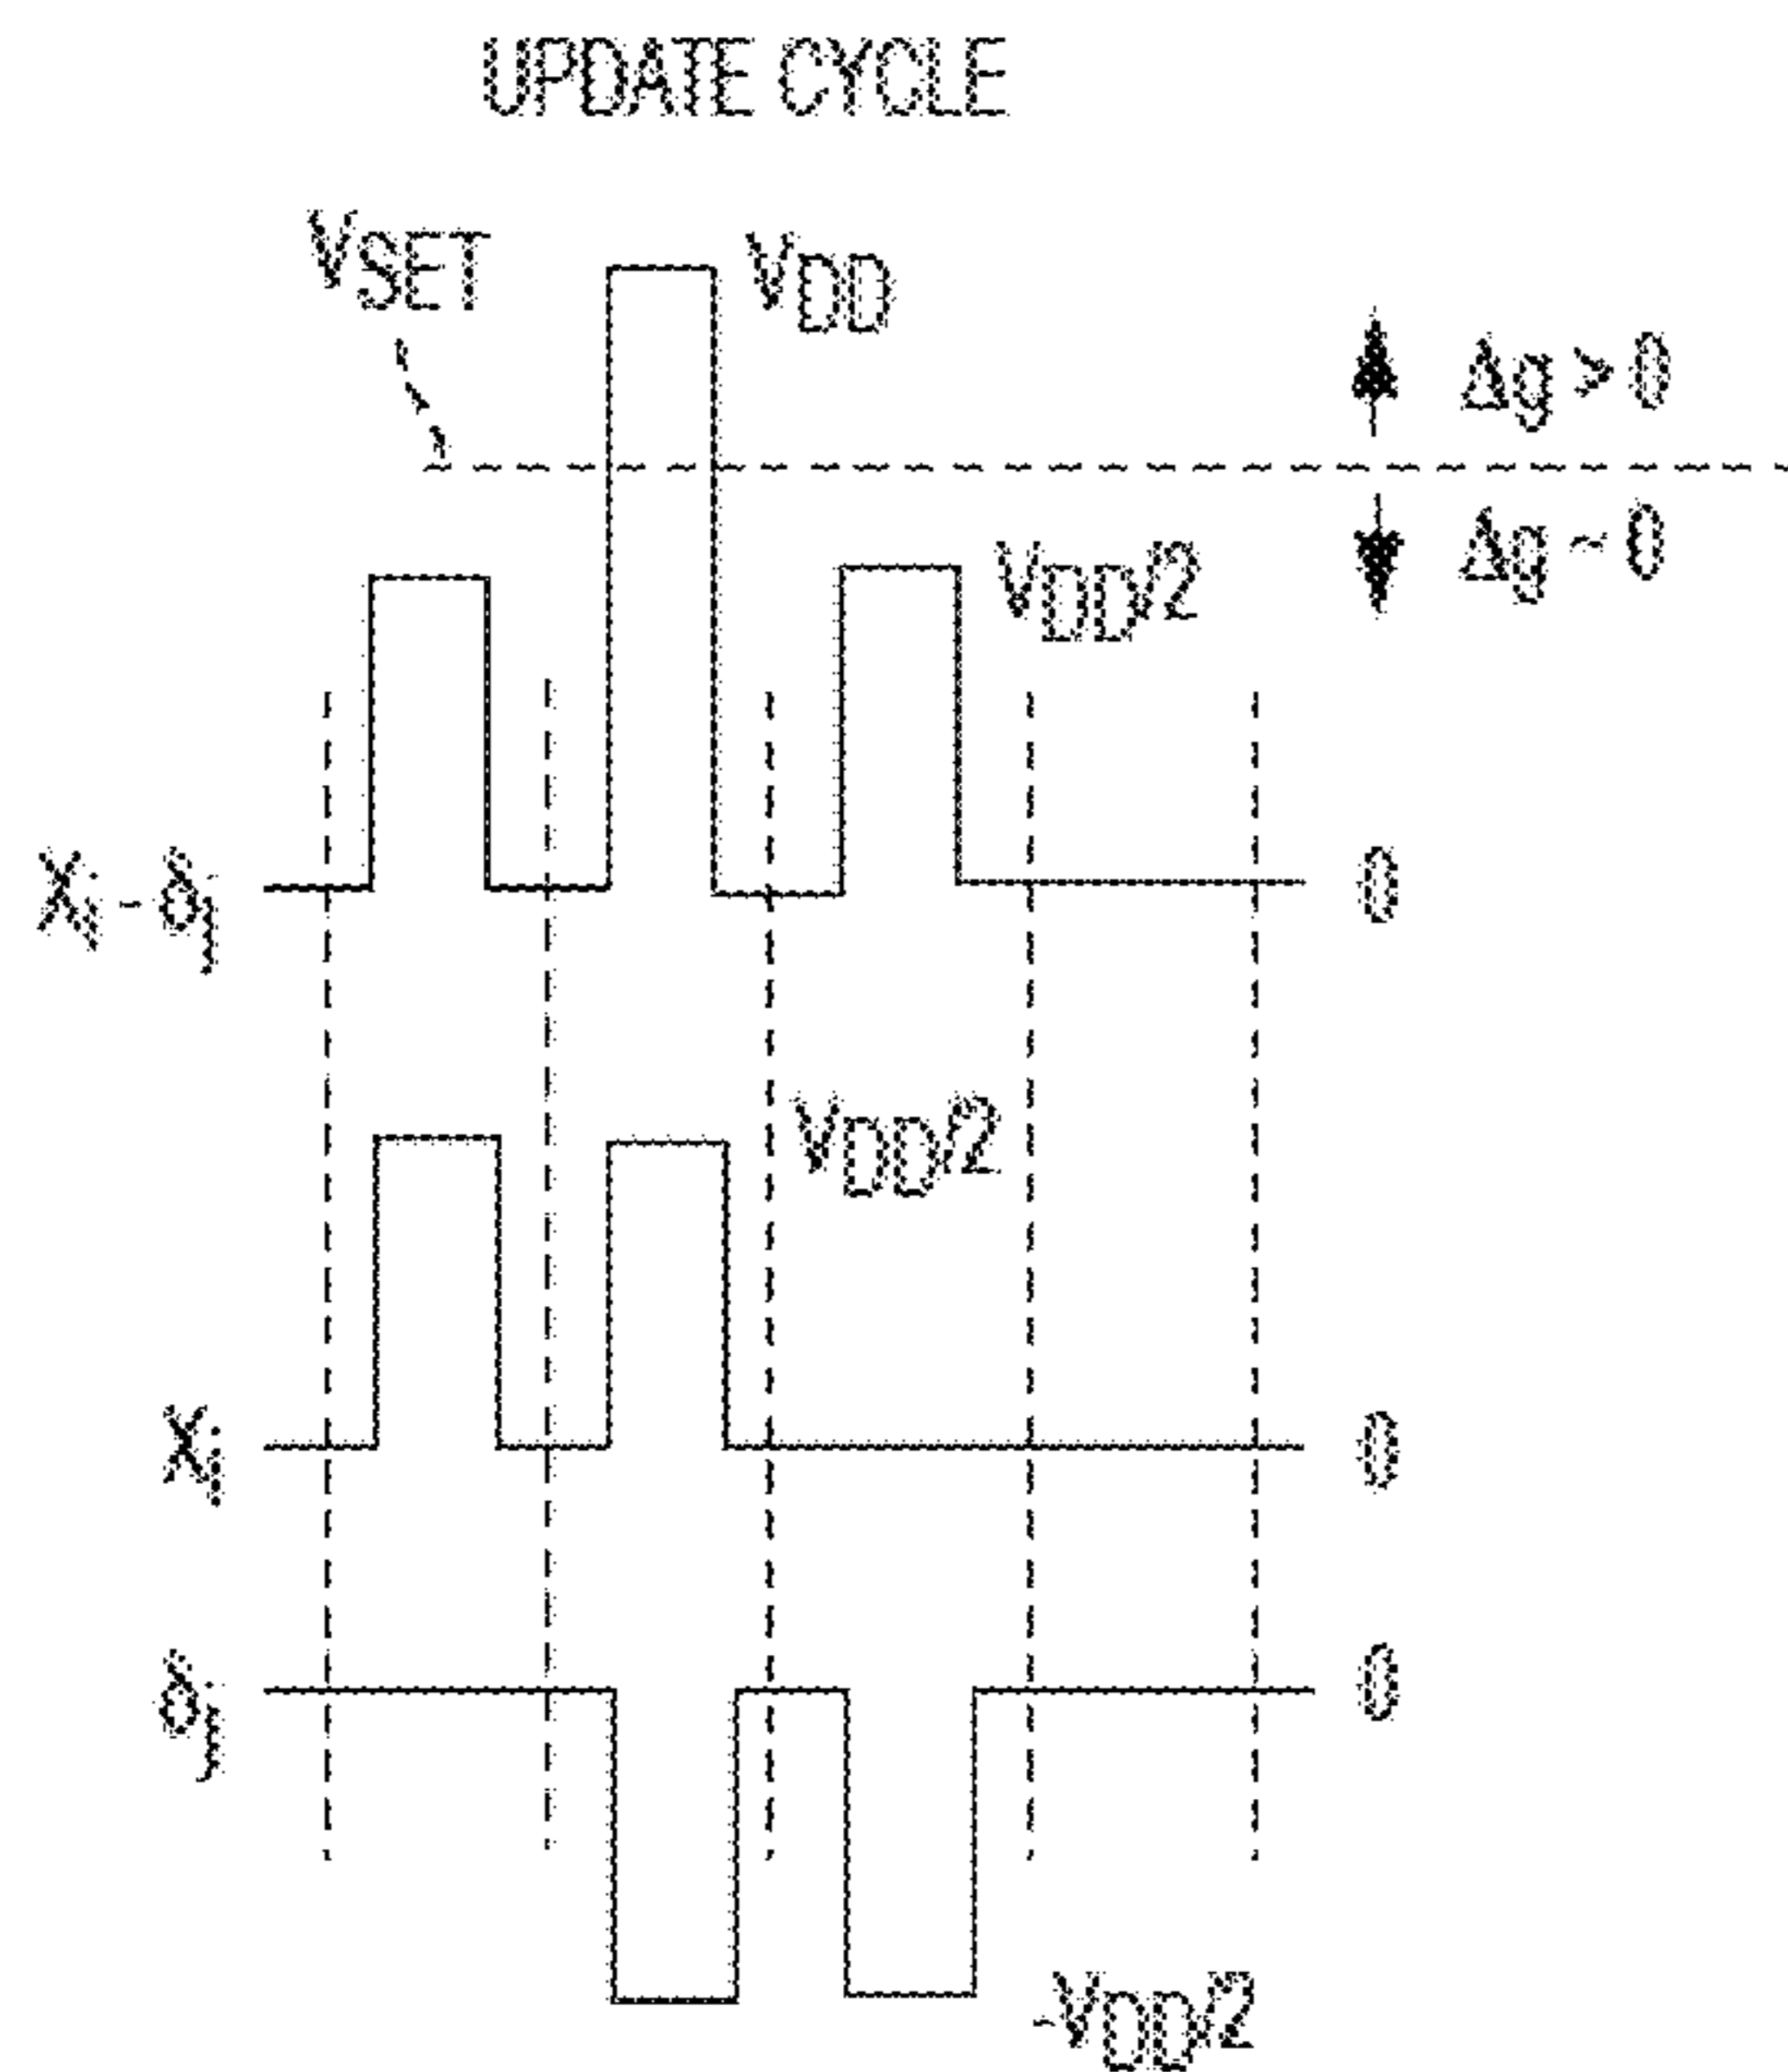 UPDATE CYCLE
VSET
VDD
Δg > 0
Δg ~ 0
VDD/2
Xi - δj
0
VDD/2
Xi
0
δj
0
-VDD/2